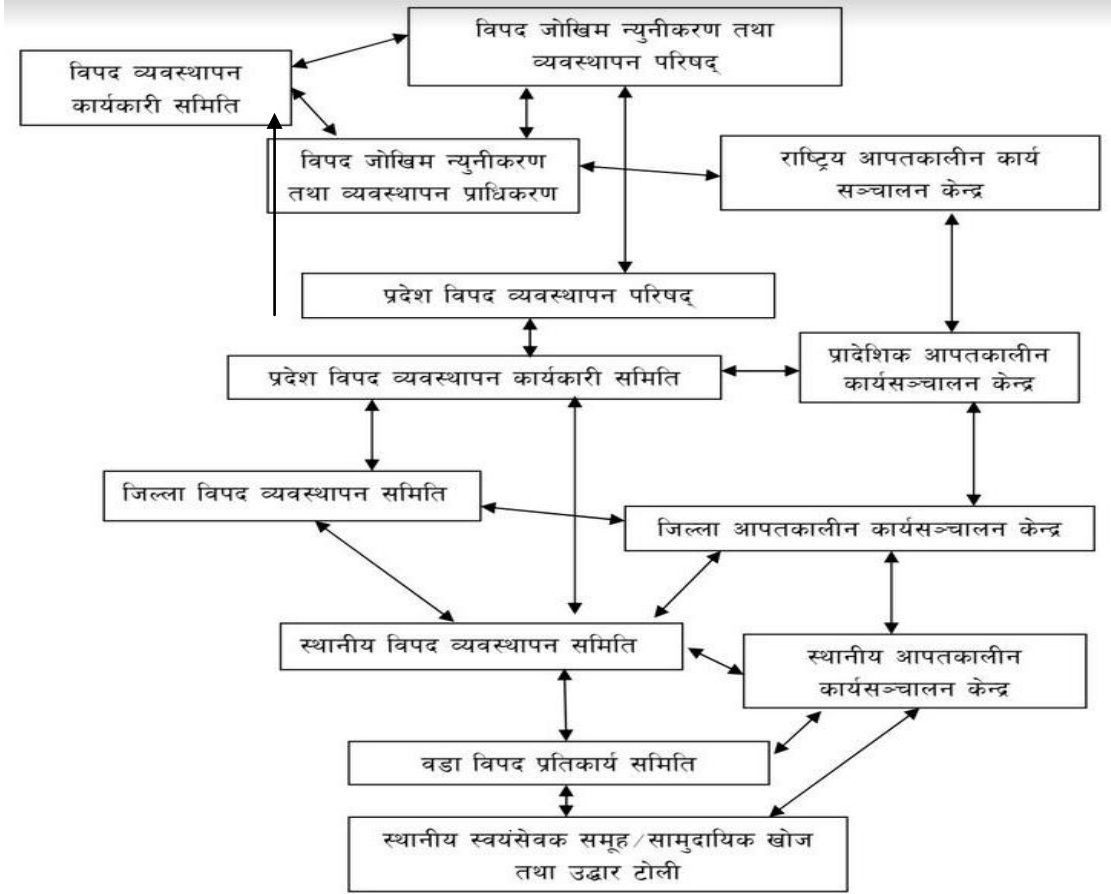 विपद जोखिम न्युनीकरण तथा
व्यवस्थापन परिषद्
विपद व्यवस्थापन
कार्यकारी समिति
विपद जोखिम न्युनीकरण
तथा व्यवस्थापन प्राधिकरण
राष्ट्रिय आपतकालीन कार्य
सञ्चालन केन्द्र
प्रदेश विपद व्यवस्थापन परिषद्
प्रदेश विपद व्यवस्थापन कार्यकारी समिति
प्रादेशिक आपतकालीन
कार्यसञ्चालन केन्द्र
जिल्ला विपद व्यवस्थापन समिति
जिल्ला आपतकालीन कार्यसञ्चालन केन्द्र
स्थानीय विपद व्यवस्थापन समिति
स्थानीय आपतकालीन
कार्यसञ्चालन केन्द्र
वडा विपद प्रतिकार्य समिति
स्थानीय स्वयंसेवक समूह/सामुदायिक खोज
तथा उद्धार टोली